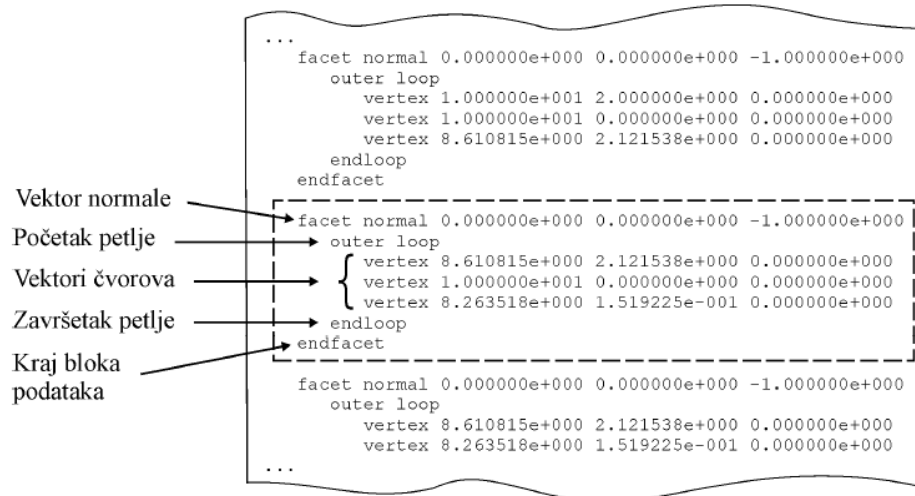 ...
facet normal 0.000000e+000 0.000000e+000 -1.000000e+000
outer loop
vertex 1.000000e+001 2.000000e+000 0.000000e+000
vertex 1.000000e+001 0.000000e+000 0.000000e+000
vertex 8.610815e+000 2.121538e+000 0.000000e+000
endloop
endfacet
Vektor normale
facet normal 0.000000e+000 0.000000e+000 -1.000000e+000
Početak petlje
outer loop
Vektori čvorova
vertex 8.610815e+000 2.121538e+000 0.000000e+000
vertex 1.000000e+001 0.000000e+000 0.000000e+000
vertex 8.263518e+000 1.519225e-001 0.000000e+000
Završetak petlje
endloop
Kraj bloka
podataka
endfacet
facet normal 0.000000e+000 0.000000e+000 -1.000000e+000
outer loop
vertex 8.610815e+000 2.121538e+000 0.000000e+000
vertex 8.263518e+000 1.519225e-001 0.000000e+000
...